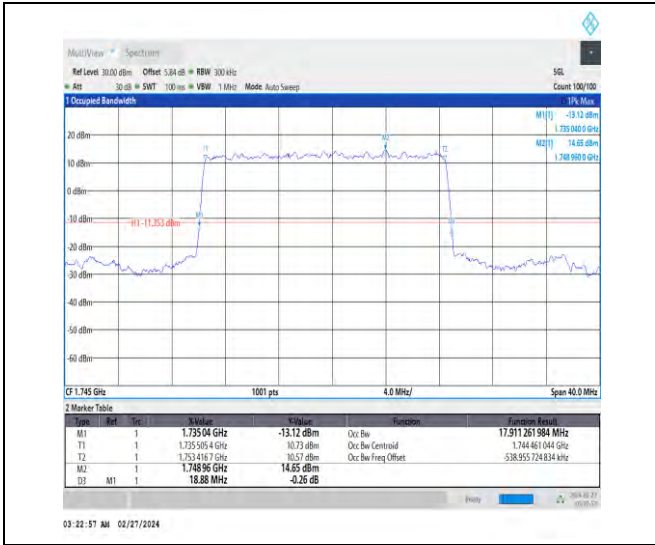 MultiView Spectrum
Ref Level 30.00 dBm Offset 5.84 dB RBW 300 kHz SGL
Att 30 dB SWT 100 ms VBW 1 MHz Mode Auto Sweep Count 100/100
1 Occupied Bandwidth 1Pk Max
M1[1] -13.12 dBm
1.735 040 0 GHz
M2[1] 14.65 dBm
1.748 960 0 GHz
20 dBm
T1 M2 T2
10 dBm
0 dBm
-10 dBm
M1
H1 -11.353 dBm
-20 dBm
-30 dBm
-40 dBm
-50 dBm
-60 dBm
CF 1.745 GHz 1001 pts 4.0 MHz/ Span 40.0 MHz
2 Marker Table
Type Ref Trc X-Value Y-Value Function Function Result
M1 1 1.735 04 GHz -13.12 dBm Occ Bw 17.911 261 984 MHz
T1 1 1.735 505 4 GHz 10.73 dBm Occ Bw Centroid 1.744 461 044 GHz
T2 1 1.753 416 7 GHz 10.57 dBm Occ Bw Freq Offset -538.955 724 834 kHz
M2 1 1.748 96 GHz 14.65 dBm
D3 M1 1 18.88 MHz -0.26 dB
Ready
03:22:57 AM 02/27/2024